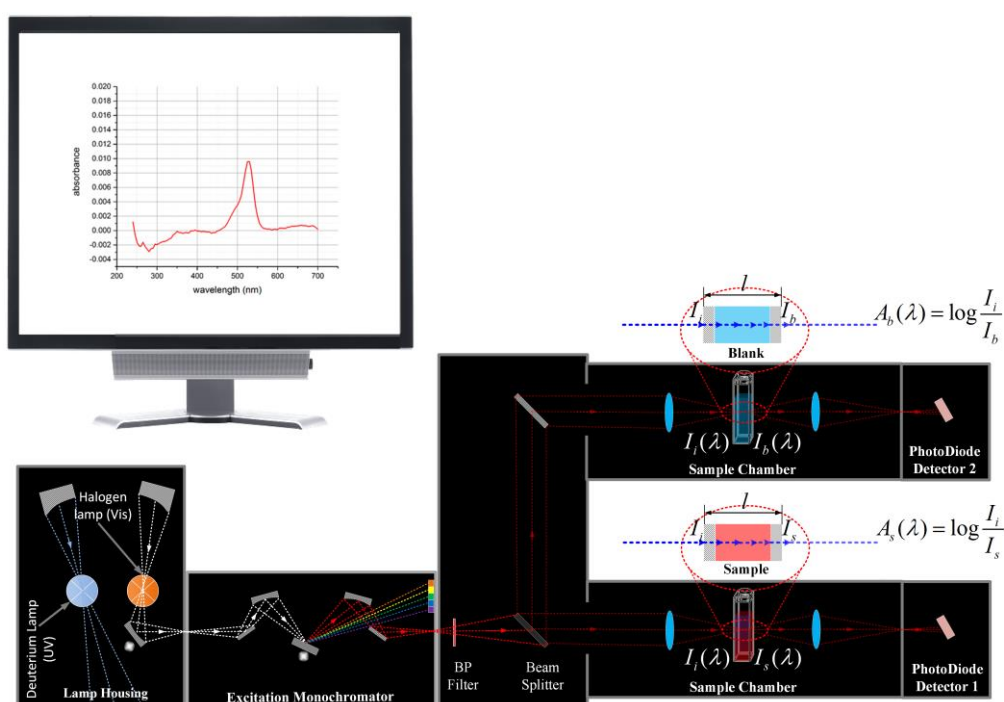 0.020
0.018
0.016
0.014
0.012
0.010
0.008
0.006
0.004
0.002
0.000
-0.002
-0.004
absorbance
200 300 400 500 600 700
wavelength (nm)
l
I_i I_b
Blank
A_b(λ) = log I_i/I_b
I_i(λ) I_b(λ)
Sample Chamber
PhotoDiode
Detector 2
l
I_i I_s
Sample
A_s(λ) = log I_i/I_s
I_i(λ) I_s(λ)
Sample Chamber
PhotoDiode
Detector 1
Halogen
lamp (Vis)
Deuterium Lamp
(UV)
Lamp Housing
Excitation Monochromator
BP
Filter
Beam
Splitter